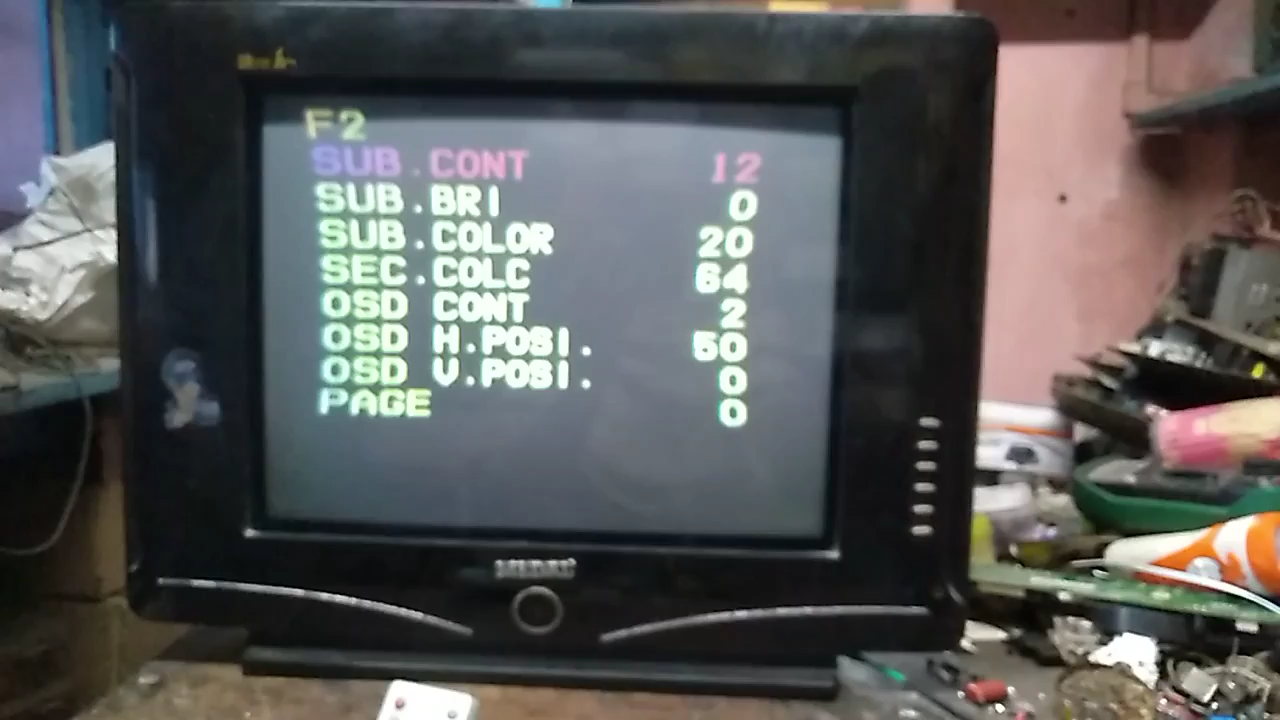 F2
SUB.CONT 12
SUB.BRI 0
SUB.COLOR 20
SEC.COLC 64
OSD CONT 2
OSD H.POSI. 50
OSD V.POSI. 0
PAGE 0